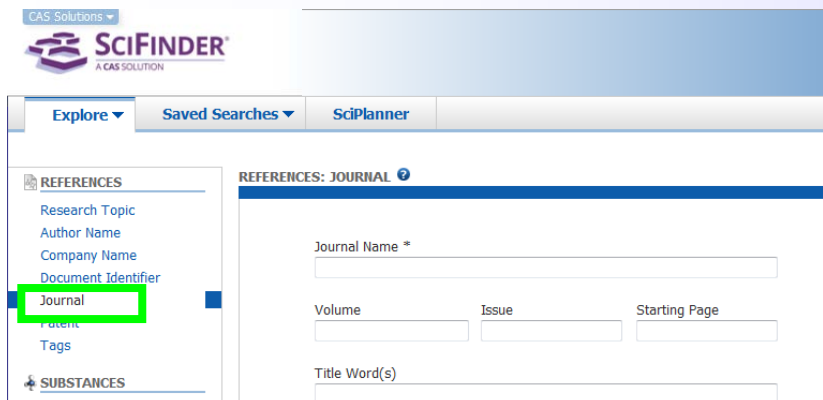 CAS Solutions
SCIFINDER®
A CAS SOLUTION
Explore Saved Searches SciPlanner
REFERENCES
Research Topic
Author Name
Company Name
Document Identifier
Journal
Patent
Tags
SUBSTANCES
REFERENCES: JOURNAL ?
Journal Name *
Volume Issue Starting Page
Title Word(s)